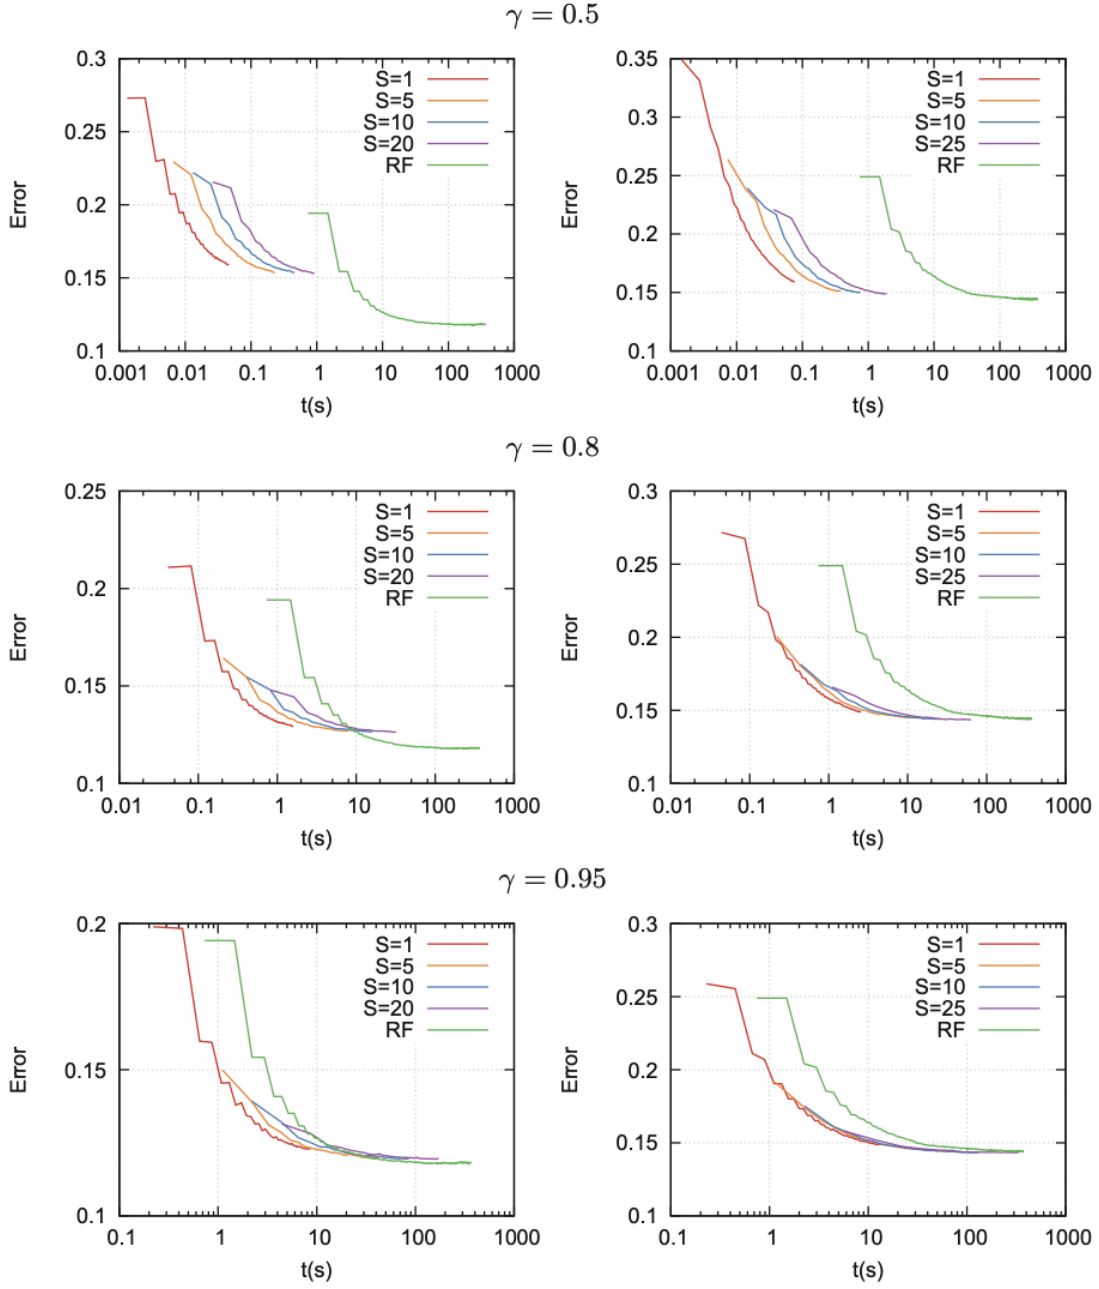 γ = 0.5
0.3
0.25
0.2
0.15
0.1
Error
S=1
S=5
S=10
S=20
RF
0.001 0.01 0.1 1 10 100 1000
t(s)
0.35
0.3
0.25
0.2
0.15
0.1
Error
S=1
S=5
S=10
S=25
RF
0.001 0.01 0.1 1 10 100 1000
t(s)
γ = 0.8
0.25
0.2
0.15
0.1
Error
S=1
S=5
S=10
S=20
RF
0.01 0.1 1 10 100 1000
t(s)
0.3
0.25
0.2
0.15
0.1
Error
S=1
S=5
S=10
S=25
RF
0.01 0.1 1 10 100 1000
t(s)
γ = 0.95
0.2
0.15
0.1
Error
S=1
S=5
S=10
S=20
RF
0.1 1 10 100 1000
t(s)
0.3
0.25
0.2
0.15
0.1
Error
S=1
S=5
S=10
S=25
RF
0.1 1 10 100 1000
t(s)